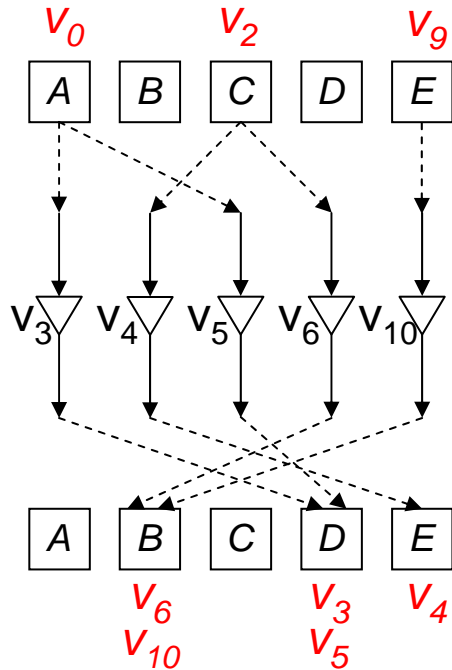 v₀ v₂ v₉
A B C D E
v₃ v₄ v₅ v₆ v₁₀
A B C D E
v₆ v₃ v₄
v₁₀ v₅